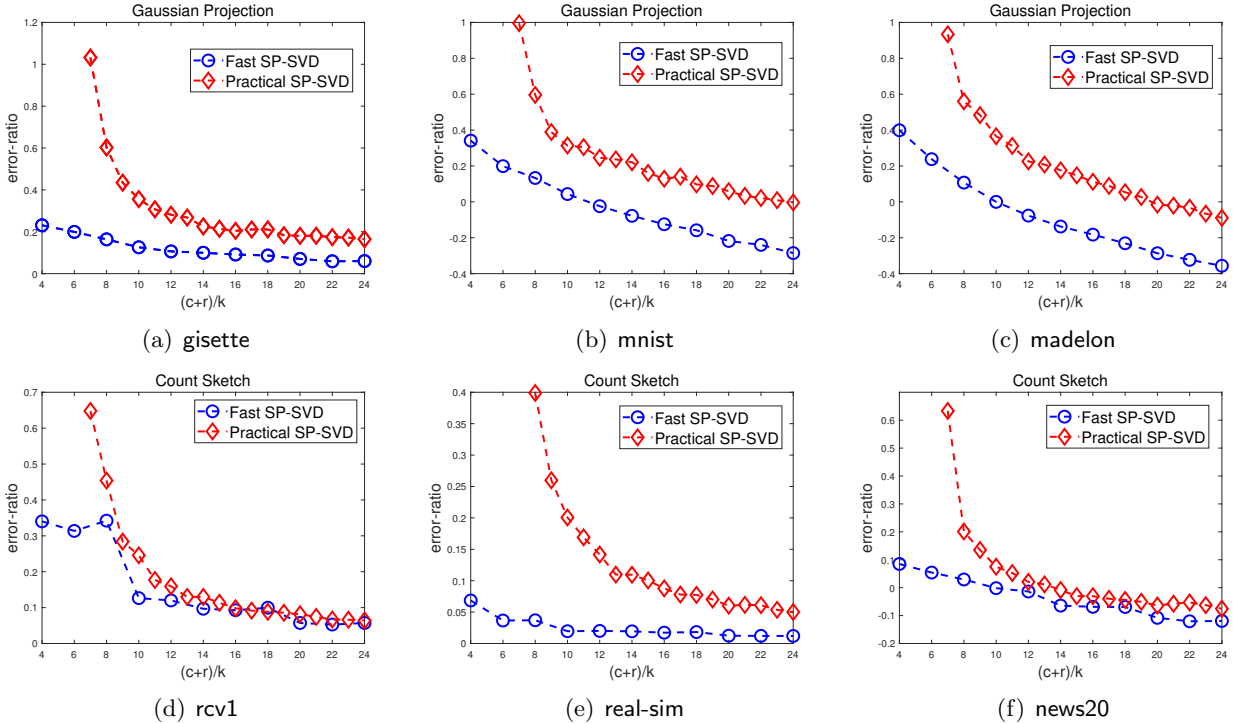 Gaussian Projection
1.2
1
0.8
0.6
0.4
0.2
0
error-ratio
Fast SP-SVD
Practical SP-SVD
4 6 8 10 12 14 16 18 20 22 24
(c+r)/k
(a) gisette
Gaussian Projection
1
0.8
0.6
0.4
0.2
0
-0.2
-0.4
error-ratio
Fast SP-SVD
Practical SP-SVD
4 6 8 10 12 14 16 18 20 22 24
(c+r)/k
(b) mnist
Gaussian Projection
1
0.8
0.6
0.4
0.2
0
-0.2
-0.4
error-ratio
Fast SP-SVD
Practical SP-SVD
4 6 8 10 12 14 16 18 20 22 24
(c+r)/k
(c) madelon
Count Sketch
0.7
0.6
0.5
0.4
0.3
0.2
0.1
0
error-ratio
Fast SP-SVD
Practical SP-SVD
4 6 8 10 12 14 16 18 20 22 24
(c+r)/k
(d) rcv1
Count Sketch
0.4
0.35
0.3
0.25
0.2
0.15
0.1
0.05
0
error-ratio
Fast SP-SVD
Practical SP-SVD
4 6 8 10 12 14 16 18 20 22 24
(c+r)/k
(e) real-sim
Count Sketch
0.6
0.5
0.4
0.3
0.2
0.1
0
-0.1
-0.2
error-ratio
Fast SP-SVD
Practical SP-SVD
4 6 8 10 12 14 16 18 20 22 24
(c+r)/k
(f) news20